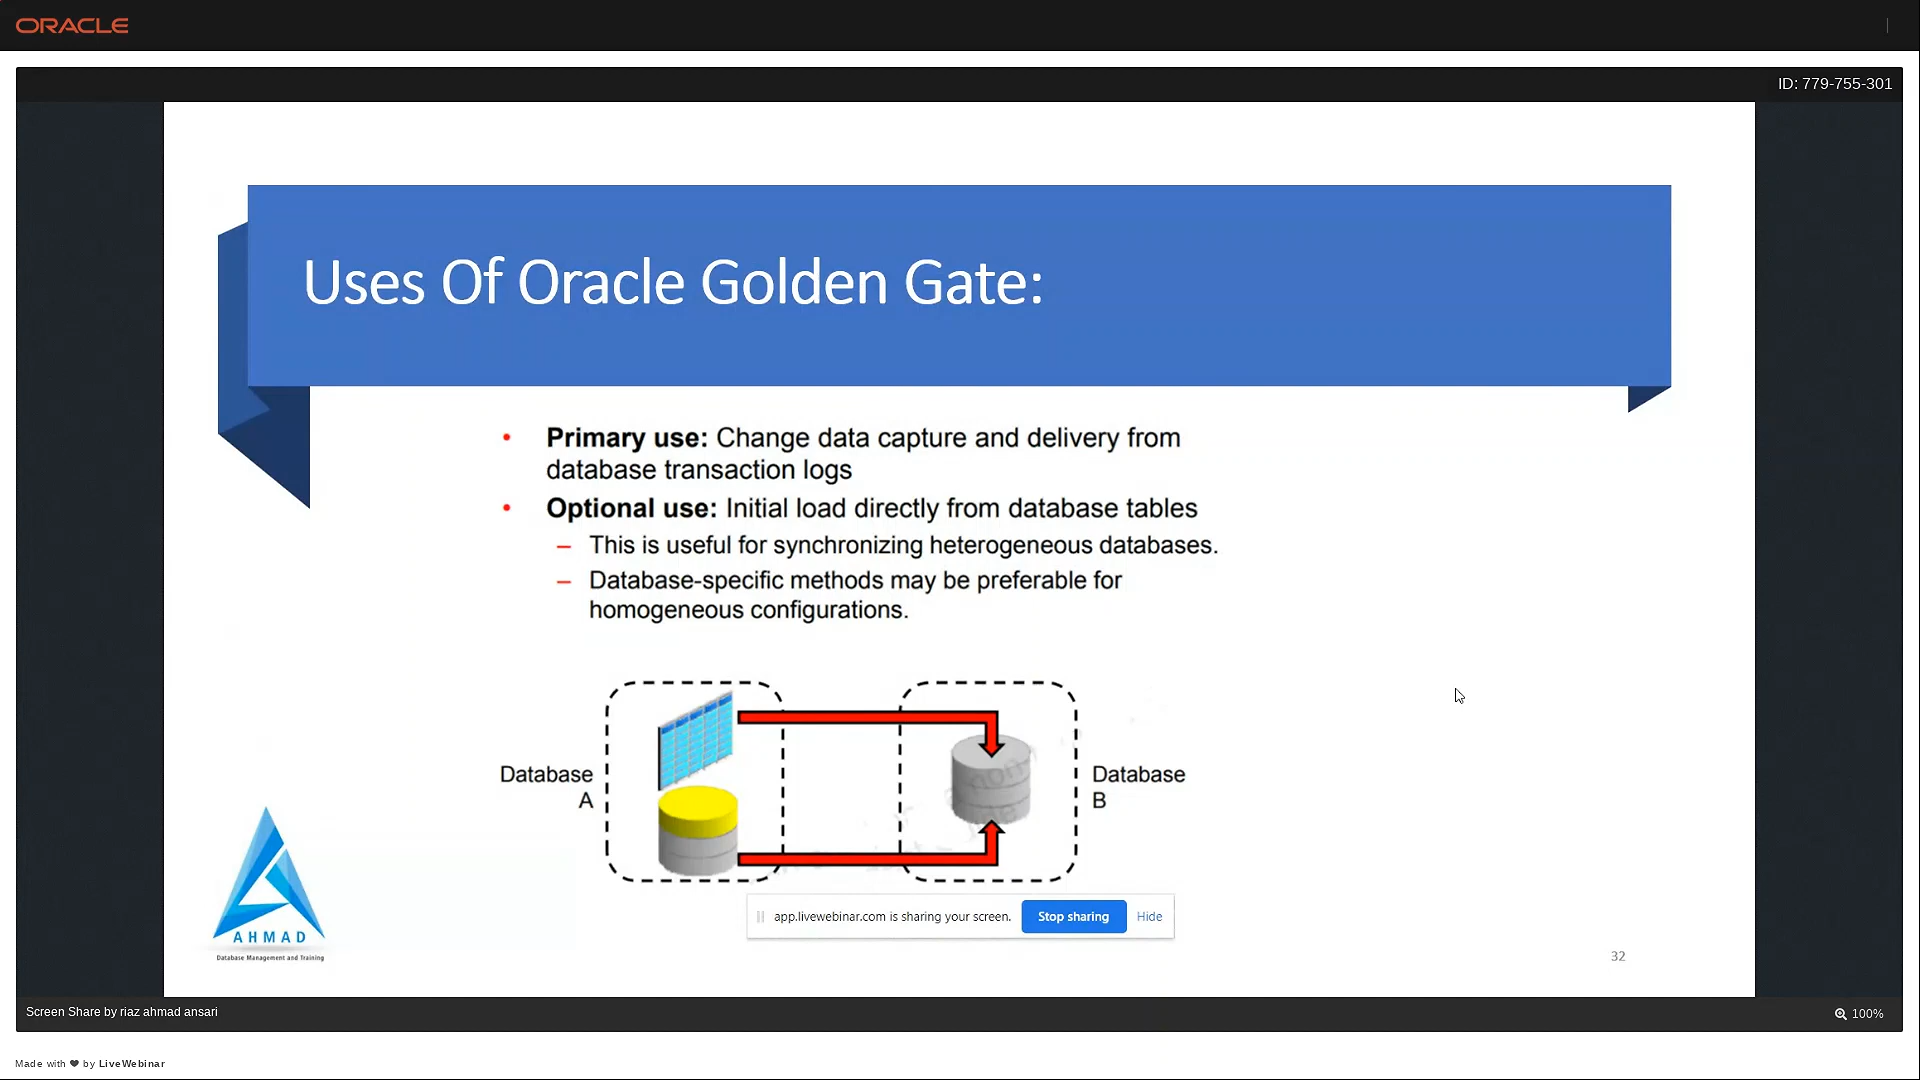 ORACLE
ID: 779-755-301
Uses Of Oracle Golden Gate:
• Primary use: Change data capture and delivery from
database transaction logs
• Optional use: Initial load directly from database tables
– This is useful for synchronizing heterogeneous databases.
– Database-specific methods may be preferable for
homogeneous configurations.
Database
A
Database
B
AHMAD
Database Management and Training
app.livewebinar.com is sharing your screen. Stop sharing Hide
32
Screen Share by riaz ahmad ansari
100%
Made with ❤ by LiveWebinar